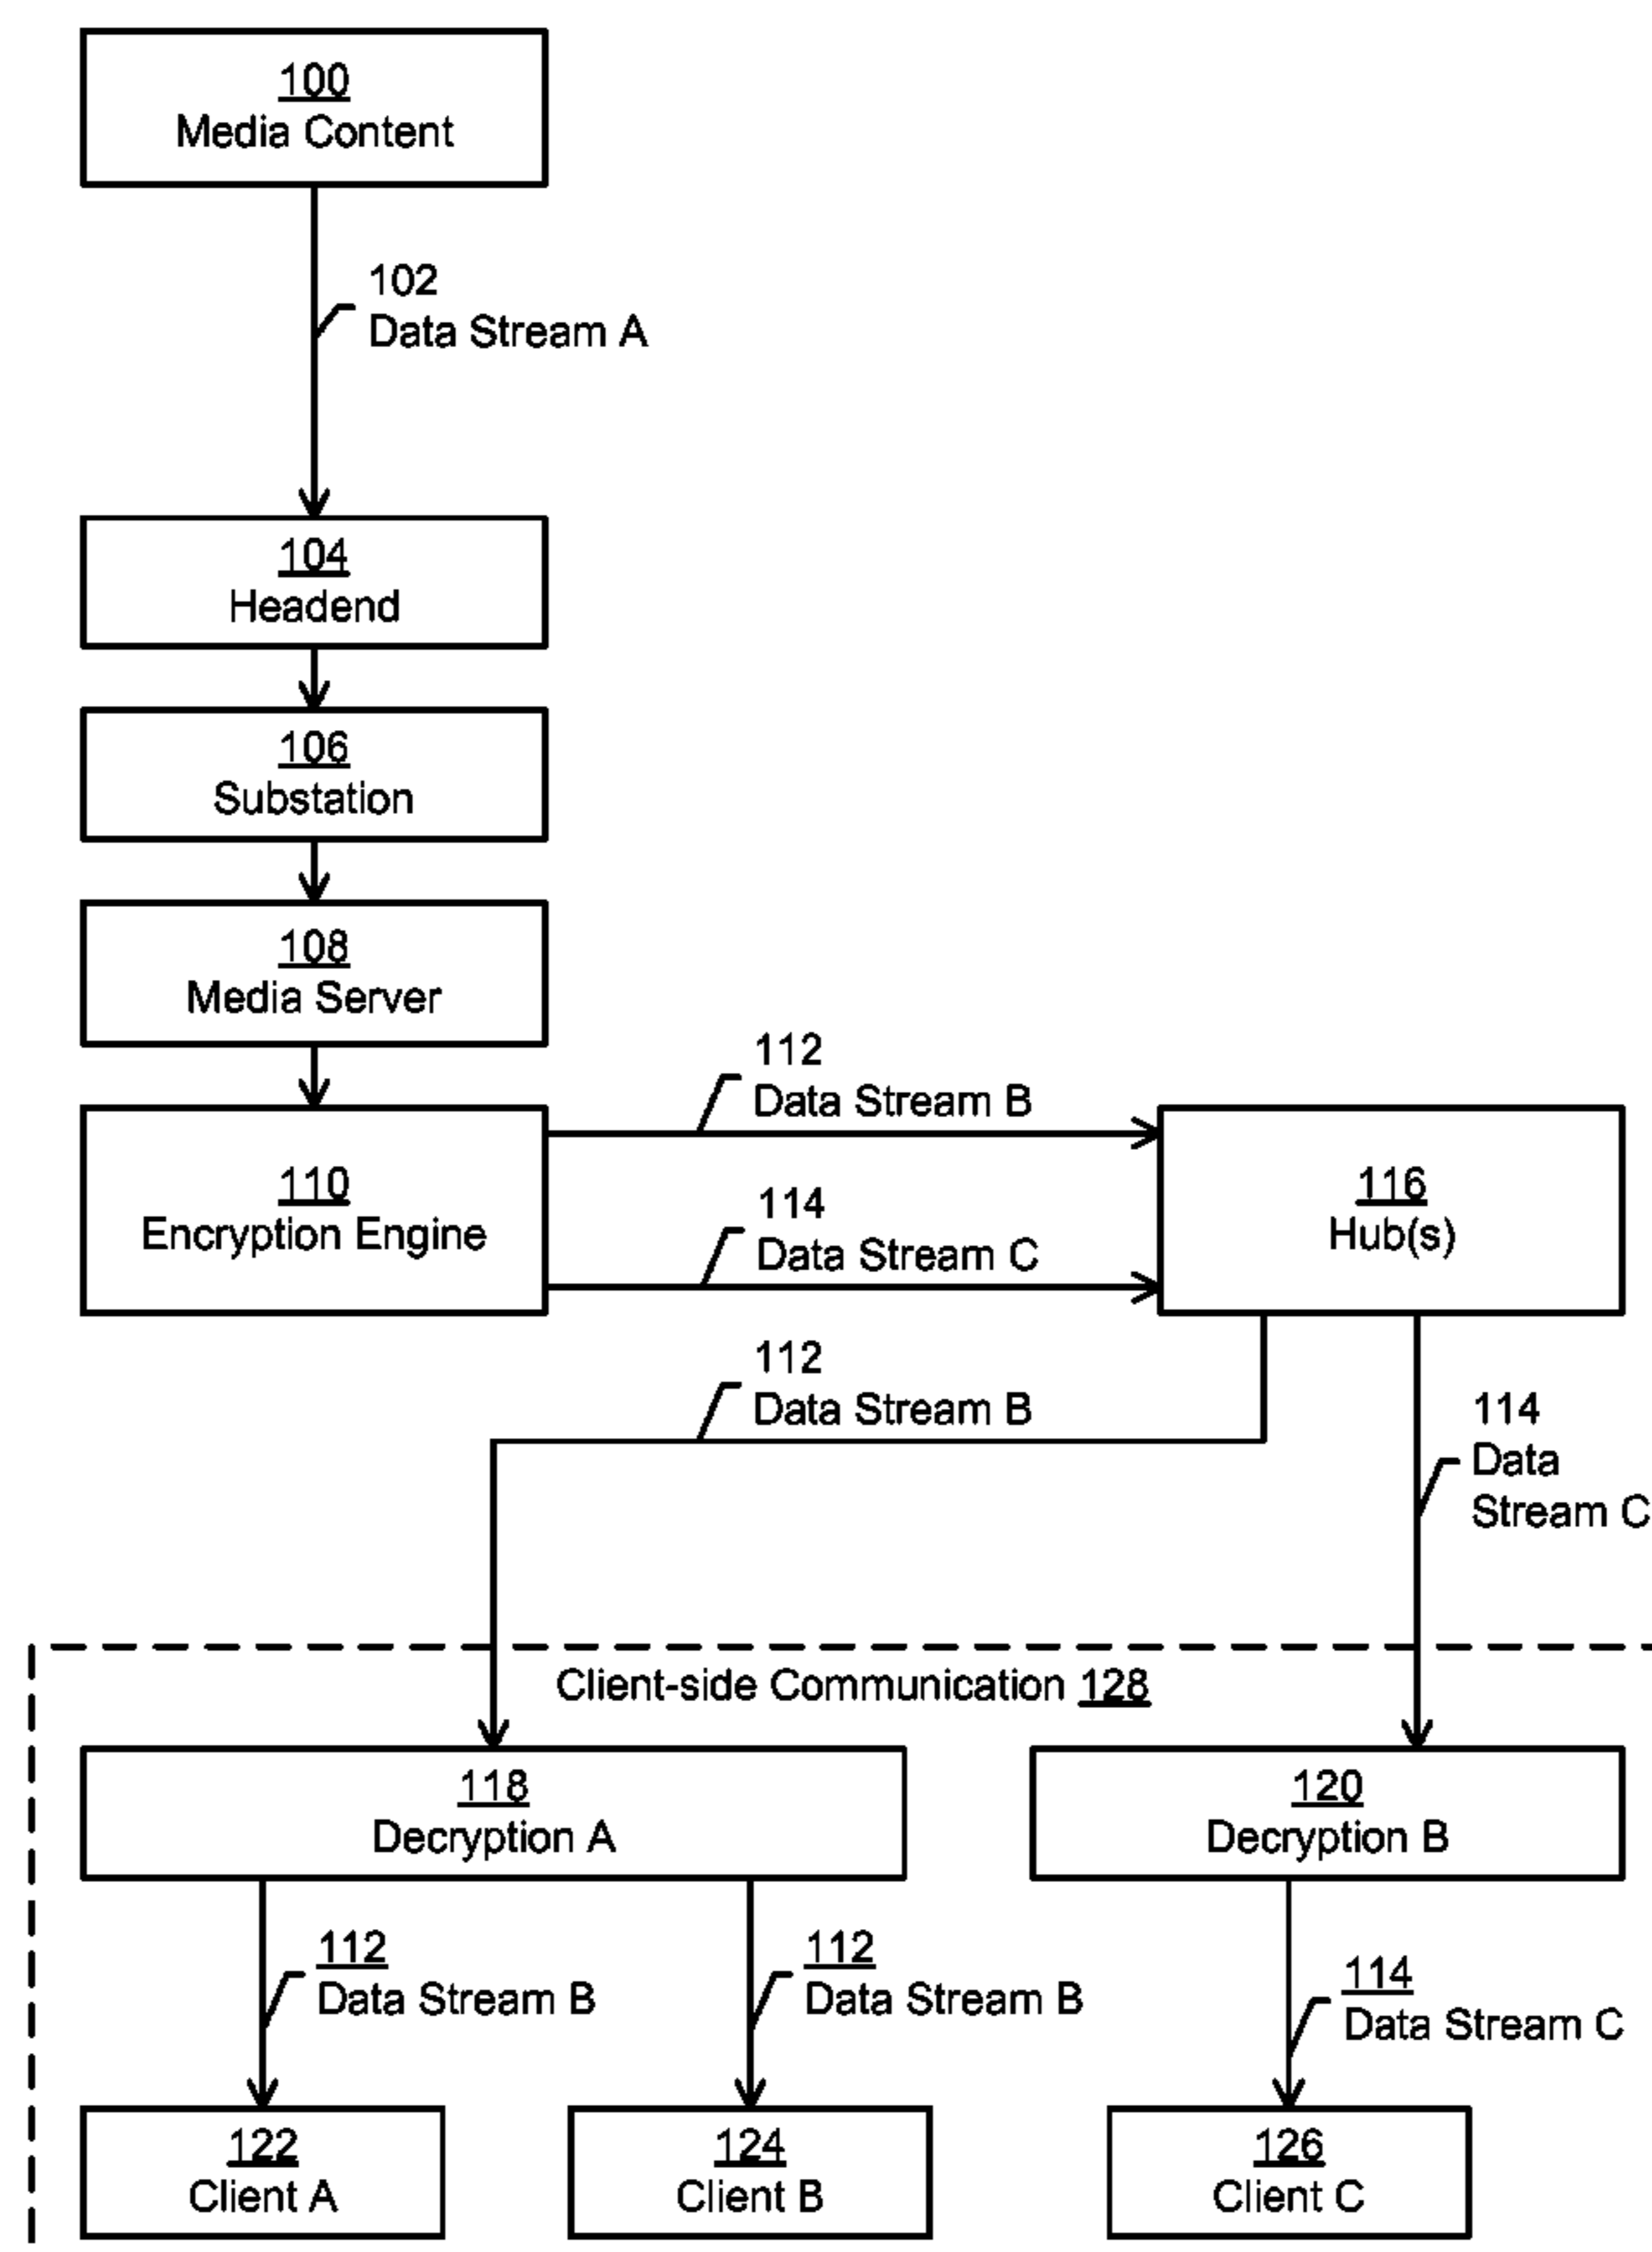 100
Media Content
102
Data Stream A
104
Headend
106
Substation
108
Media Server
112
Data Stream B
110
Encryption Engine
114
Data Stream C
116
Hub(s)
112
Data Stream B
114
Data
Stream C
Client-side Communication 128
118
Decryption A
120
Decryption B
112
Data Stream B
112
Data Stream B
114
Data Stream C
122
Client A
124
Client B
126
Client C